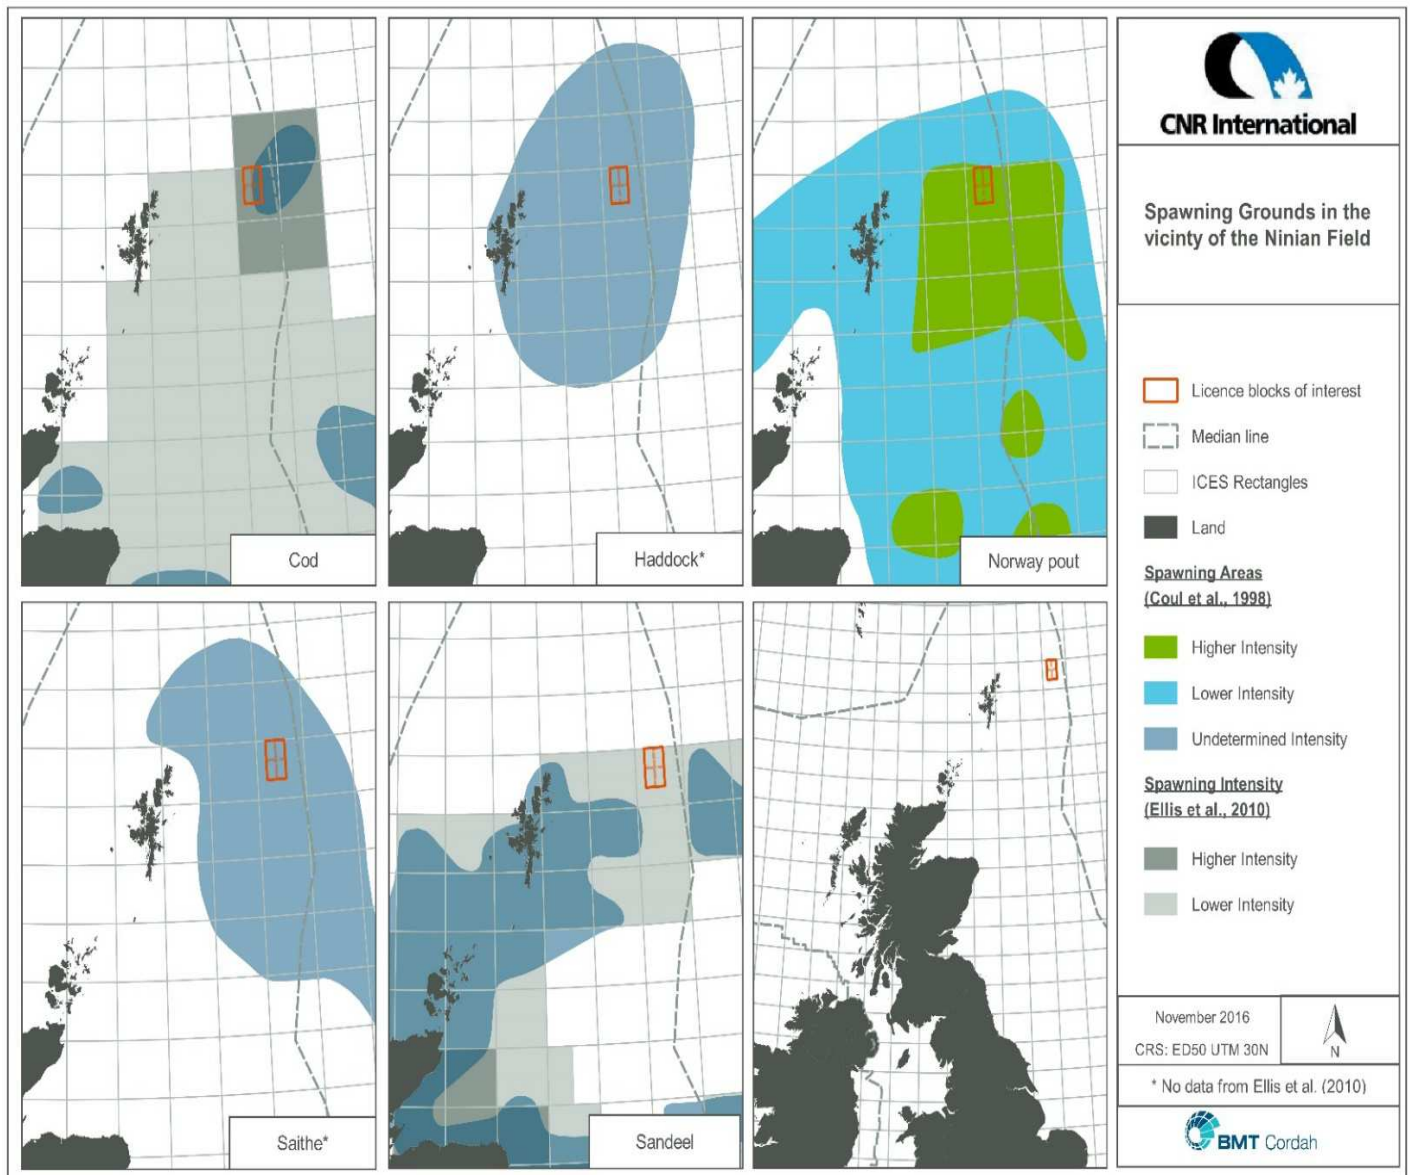 Cod
Haddock*
Norway pout
Saithe*
Sandeel
CNR International
Spawning Grounds in the
vicinty of the Ninian Field
Licence blocks of interest
Median line
ICES Rectangles
Land
Spawning Areas
(Coul et al., 1998)
Higher Intensity
Lower Intensity
Undetermined Intensity
Spawning Intensity
(Ellis et al., 2010)
Higher Intensity
Lower Intensity
November 2016
CRS: ED50 UTM 30N
N
* No data from Ellis et al. (2010)
BMT Cordah